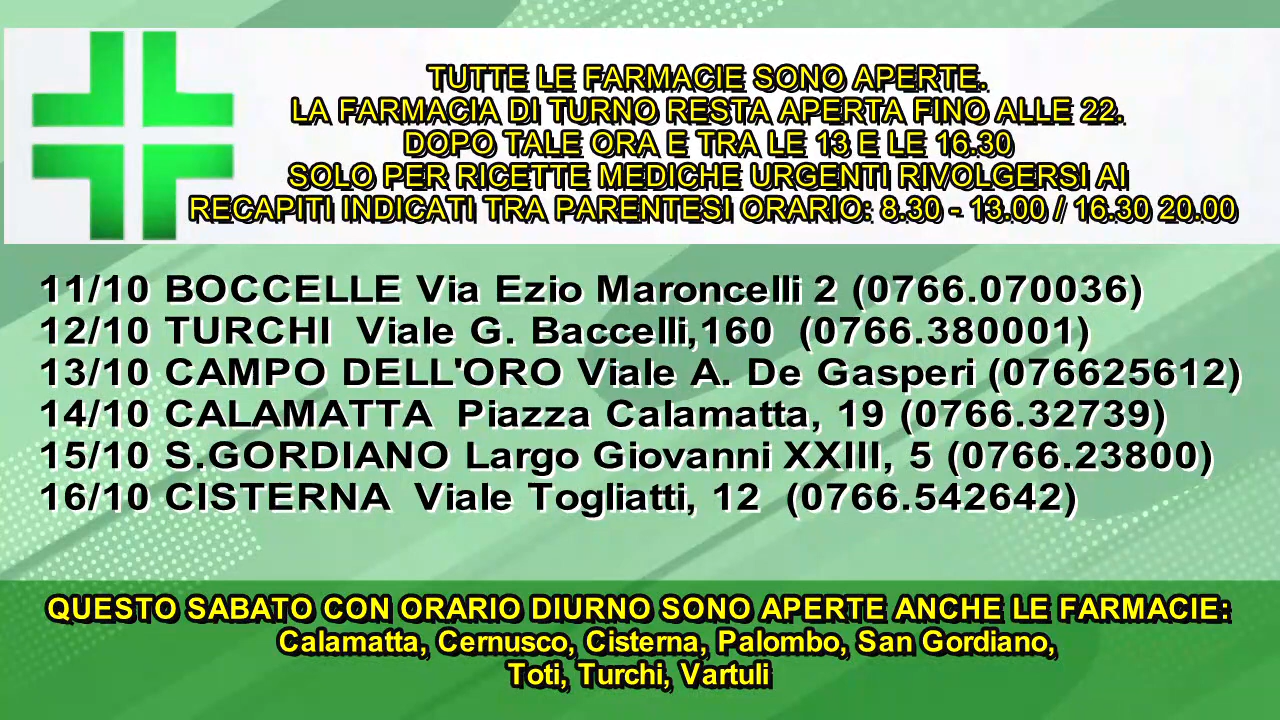 TUTTE LE FARMACIE SONO APERTE.
LA FARMACIA DI TURNO RESTA APERTA FINO ALLE 22.
DOPO TALE ORA E TRA LE 13 E LE 16.30
SOLO PER RICETTE MEDICHE URGENTI RIVOLGERSI AI
RECAPITI INDICATI TRA PARENTESI ORARIO: 8.30 - 13.00 / 16.30 20.00
11/10 BOCCELLE Via Ezio Maroncelli 2 (0766.070036)
12/10 TURCHI  Viale G. Baccelli,160  (0766.380001)
13/10 CAMPO DELL'ORO Viale A. De Gasperi (076625612)
14/10 CALAMATTA  Piazza Calamatta, 19 (0766.32739)
15/10 S.GORDIANO Largo Giovanni XXIII, 5 (0766.23800)
16/10 CISTERNA  Viale Togliatti, 12  (0766.542642)
QUESTO SABATO CON ORARIO DIURNO SONO APERTE ANCHE LE FARMACIE:
Calamatta, Cernusco, Cisterna, Palombo, San Gordiano,
Toti, Turchi, Vartuli